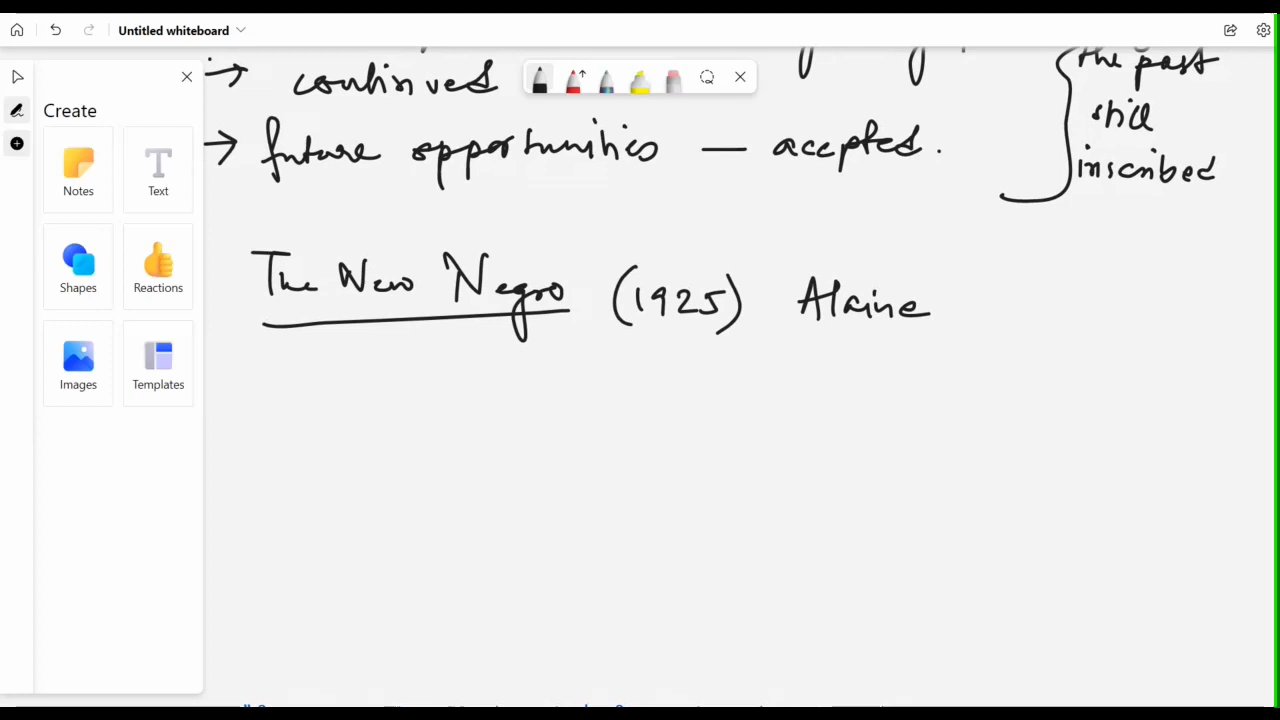 Untitled whiteboard
Create
Notes
Text
Shapes
Reactions
Images
Templates
→ continued
→ future opportunities — accepted.
the past
still
inscribed
The New Negro (1925) Alaine